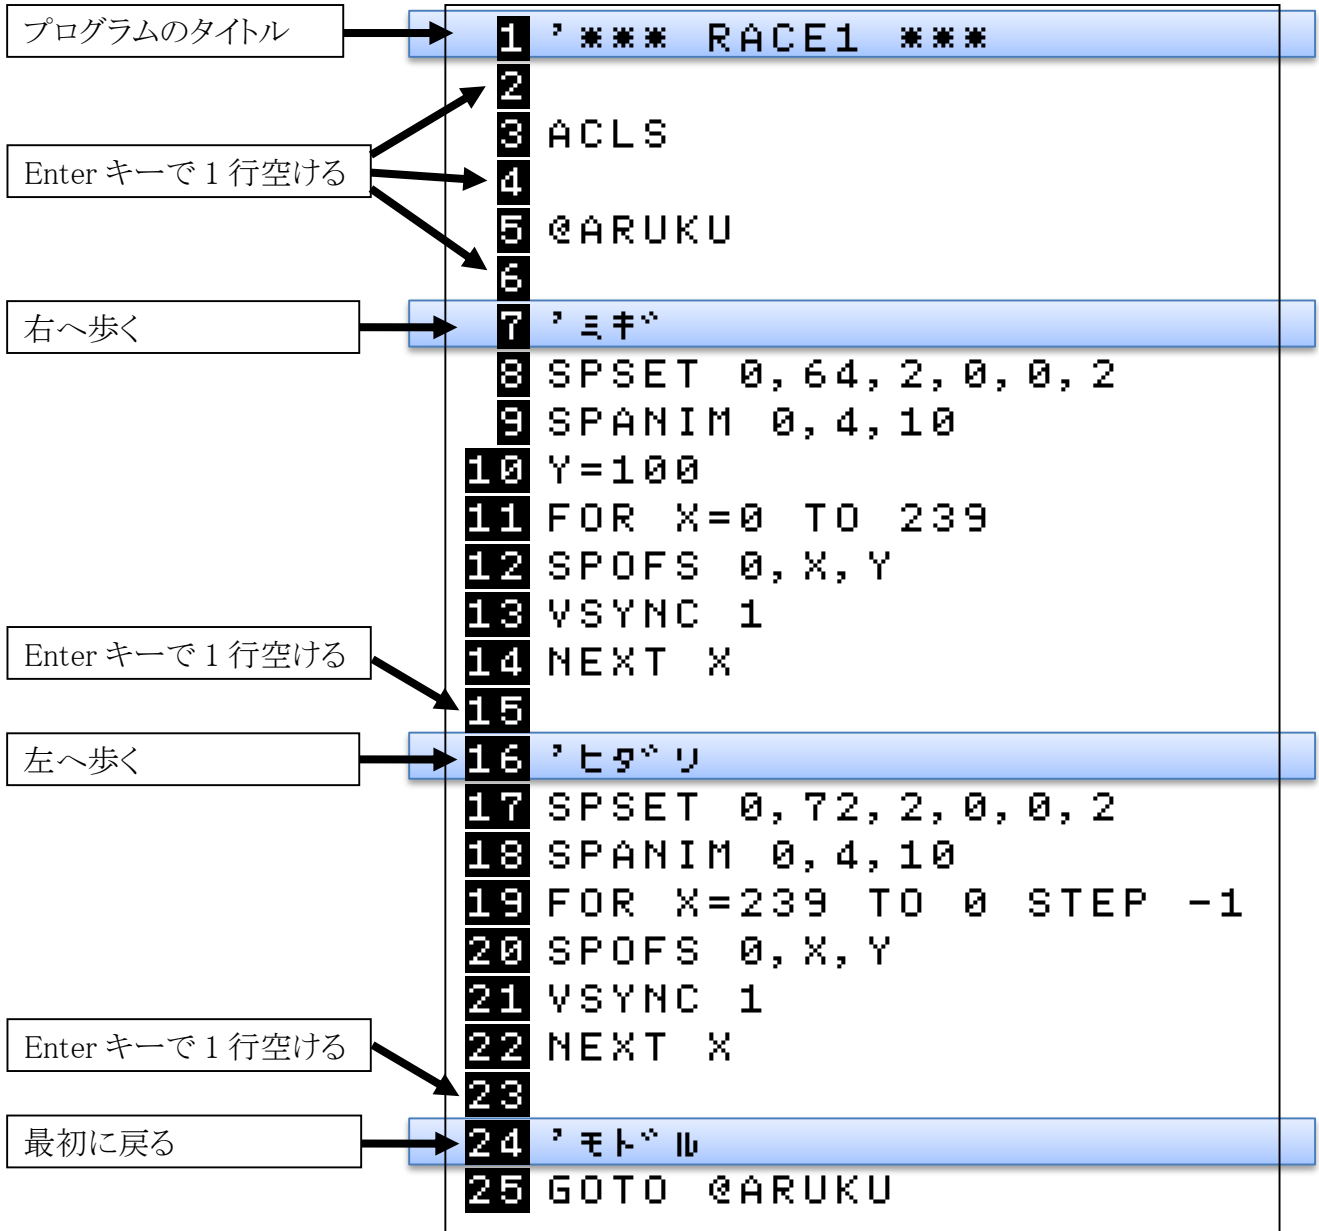 プログラムのタイトル
1 '*** RACE1 ***
2
3 ACLS
Enter キーで 1 行空ける
4
5 @ARUKU
6
右へ歩く
7 'ミギ
8 SPSET 0,64,2,0,0,2
9 SPANIM 0,4,10
10 Y=100
11 FOR X=0 TO 239
12 SPOFS 0,X,Y
13 VSYNC 1
Enter キーで 1 行空ける
14 NEXT X
15
左へ歩く
16 'ヒダリ
17 SPSET 0,72,2,0,0,2
18 SPANIM 0,4,10
19 FOR X=239 TO 0 STEP -1
20 SPOFS 0,X,Y
21 VSYNC 1
Enter キーで 1 行空ける
22 NEXT X
23
最初に戻る
24 'モドル
25 GOTO @ARUKU